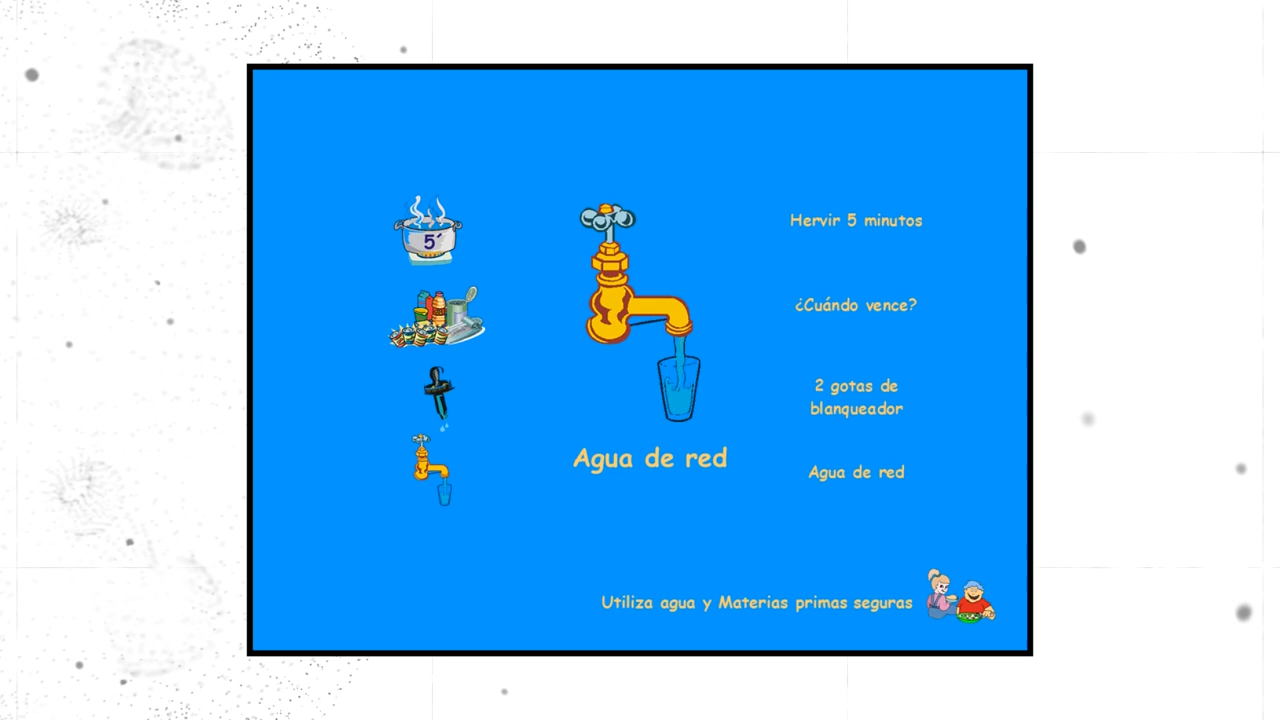 5´
Hervir 5 minutos
¿Cuándo vence?
2 gotas de
blanqueador
Agua de red
Agua de red
Utiliza agua y Materias primas seguras